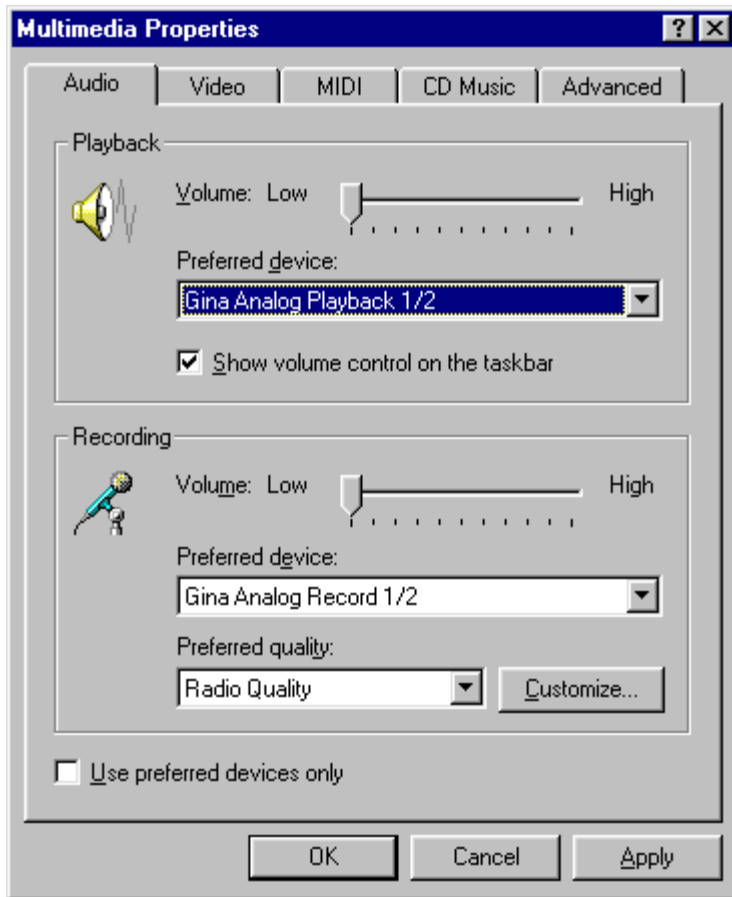 Multimedia Properties
Audio Video MIDI CD Music Advanced
Playback
Volume: Low High
Preferred device:
Gina Analog Playback 1/2
Show volume control on the taskbar
Recording
Volume: Low High
Preferred device:
Gina Analog Record 1/2
Preferred quality:
Radio Quality Customize...
Use preferred devices only
OK Cancel Apply